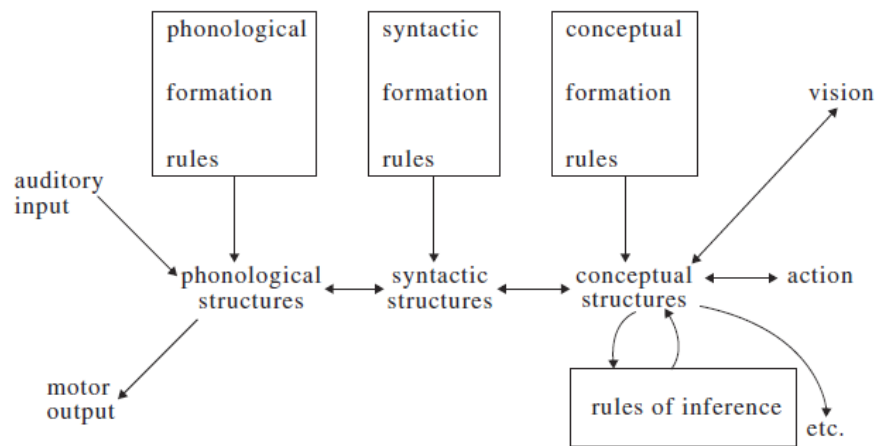 phonological
formation
rules
syntactic
formation
rules
conceptual
formation
rules
vision
auditory
input
phonological
structures
syntactic
structures
conceptual
structures
action
motor
output
rules of inference
etc.